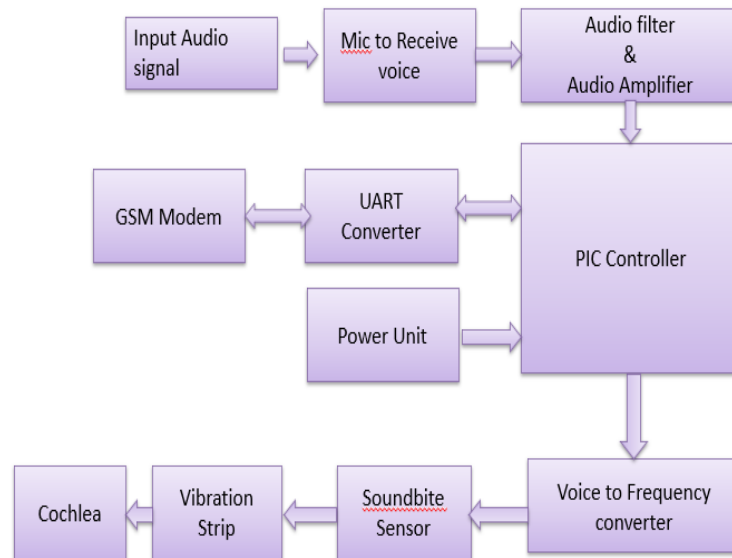 Input Audio
signal
Mic to Receive
voice
Audio filter
&
Audio Amplifier
GSM Modem
UART
Converter
PIC Controller
Power Unit
Cochlea
Vibration
Strip
Soundbite
Sensor
Voice to Frequency
converter